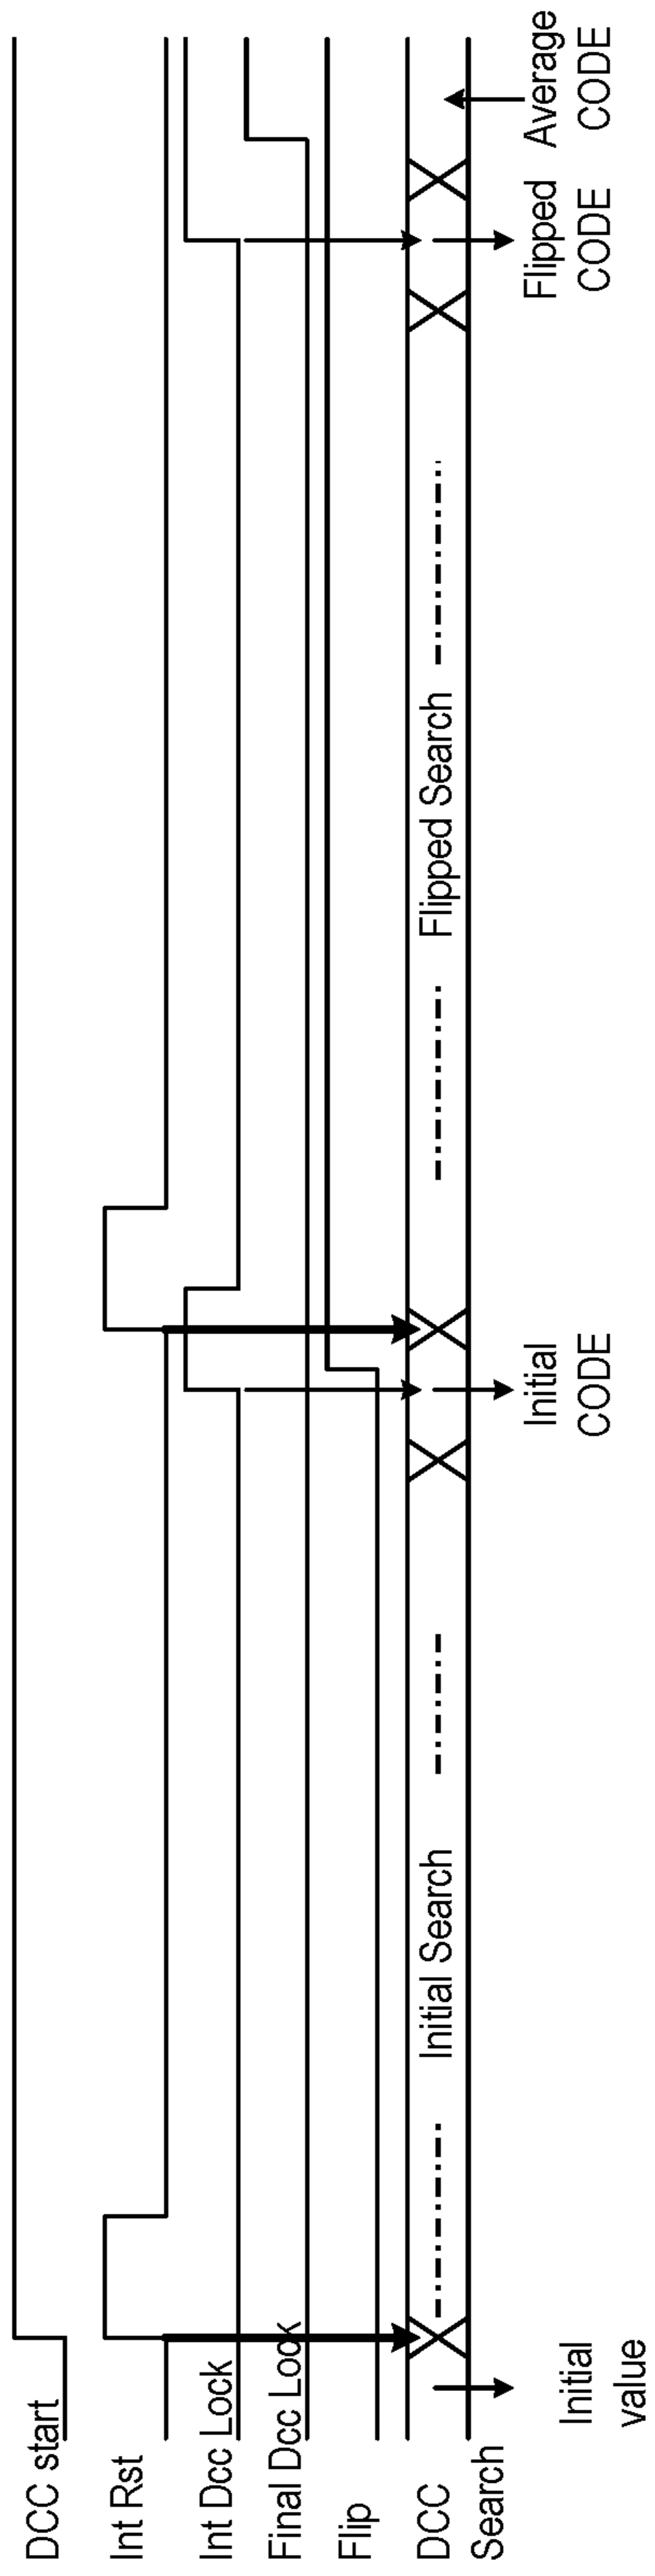 DCC start
Int Rst
Int Dcc Lock
Final Dcc Lock
Flip
DCC
Search
Initial Search
Flipped Search
Initial
value
Initial
CODE
Flipped
CODE
Average
CODE